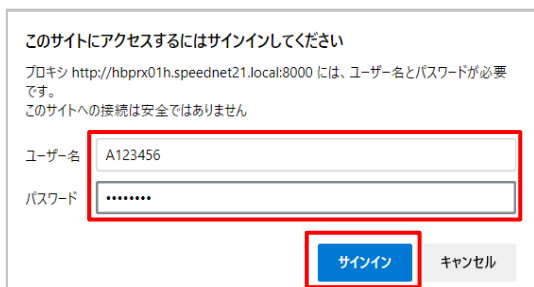 このサイトにアクセスするにはサインインしてください
プロキシ http://hbprx01h.speednet21.local:8000 には、ユーザー名とパスワードが必要
です。
このサイトへの接続は安全ではありません
ユーザー名 A123456
パスワード ••••••••
サインイン キャンセル